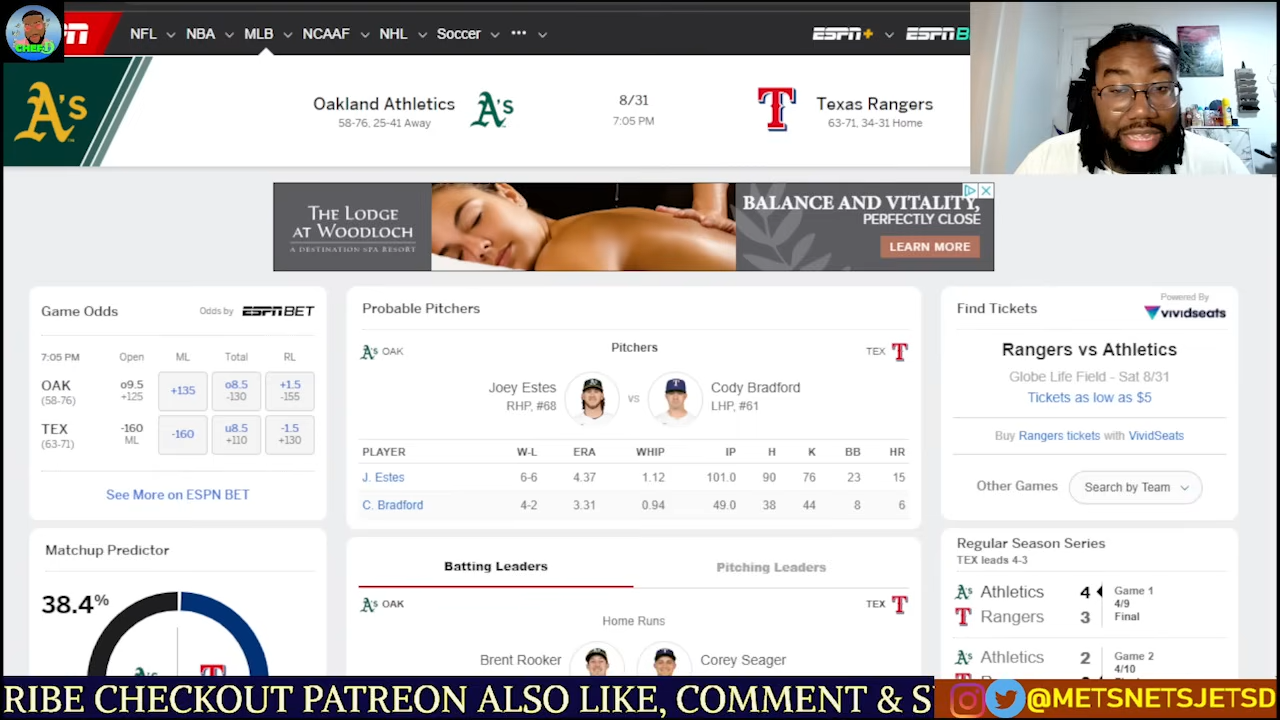 CHEF
NFL
NBA
MLB
NCAAF
NHL
Soccer
•••
ESPN+
A's
Oakland Athletics
58-76, 25-41 Away
A's
8/31
7:05 PM
T
Texas Rangers
63-71, 34-31 Home
THE LODGE
AT WOODLOCH
A DESTINATION SPA RESORT
BALANCE AND VITALITY,
PERFECTLY CLOSE
LEARN MORE
Game Odds
Odds by ESPN BET
7:05 PM Open ML Total RL
OAK o9.5 +135 o8.5 +1.5
(58-76) +125 -130 -155
TEX -160 -160 u8.5 -1.5
(63-71) ML +110 +130
See More on ESPN BET
Matchup Predictor
38.4%
Probable Pitchers
A's OAK
Pitchers
TEX T
Joey Estes
RHP, #68
vs
Cody Bradford
LHP, #61
PLAYER W-L ERA WHIP IP H K BB HR
J. Estes 6-6 4.37 1.12 101.0 90 76 23 15
C. Bradford 4-2 3.31 0.94 49.0 38 44 8 6
Batting Leaders
Pitching Leaders
A's OAK
TEX T
Home Runs
Brent Rooker
Corey Seager
Find Tickets
Powered By
vividseats
Rangers vs Athletics
Globe Life Field - Sat 8/31
Tickets as low as $5
Buy Rangers tickets with VividSeats
Other Games
Search by Team
Regular Season Series
TEX leads 4-3
A's Athletics 4 Game 1
4/9
T Rangers 3 Final
A's Athletics 2 Game 2
4/10
RIBE CHECKOUT PATREON ALSO LIKE, COMMENT & S
@METSNETSJETSD